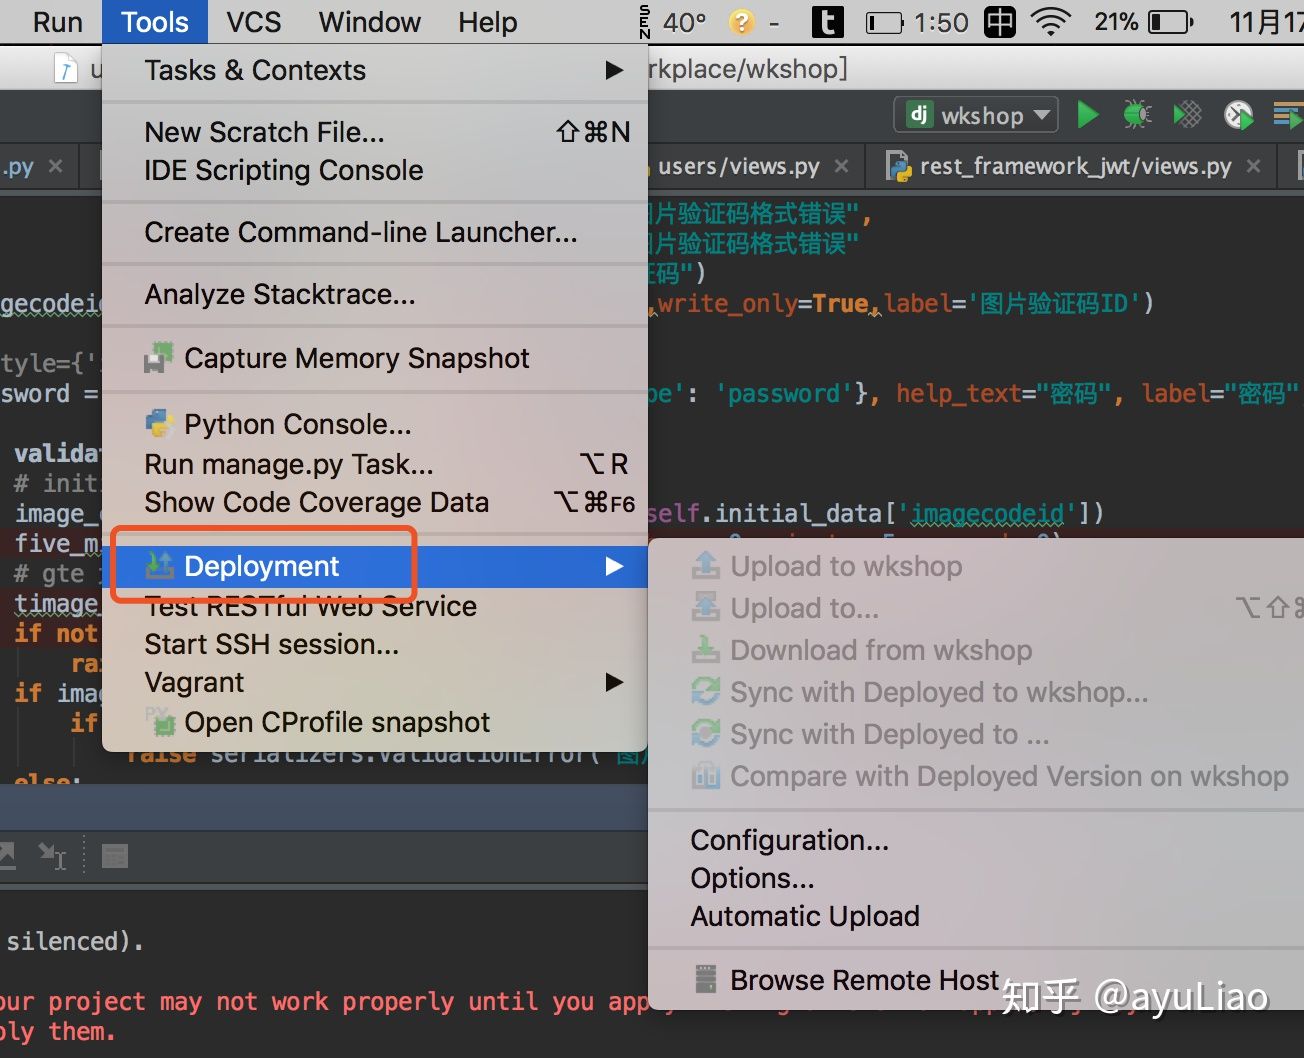 Run Tools VCS Window Help SEN 40° ? - t 1:50 中 21% 11月17
Tasks & Contexts
rkplace/wkshop]
New Scratch File... ⇧⌘N
dj wkshop
IDE Scripting Console
.py × users/views.py × rest_framework_jwt/views.py ×
Create Command-line Launcher...
图片验证码格式错误",
图片验证码格式错误"
证码")
Analyze Stacktrace...
gecodeid ,write_only=True,label='图片验证码ID')
Capture Memory Snapshot
tyle={'
sword = pe': 'password'}, help_text="密码", label="密码"
Python Console...
validat
Run manage.py Task... ⌥R
# initi
Show Code Coverage Data ⌥⌘F6
image_ self.initial_data['imagecodeid'])
five_m
Deployment
# gte
Test RESTful Web Service
timage_
Start SSH session...
if not
rai
Vagrant
if imag
Open CProfile snapshot
if
raise serializers.ValidationError("图片
else:
Upload to wkshop
Upload to... ⌥⇧⌘
Download from wkshop
Sync with Deployed to wkshop...
Sync with Deployed to ...
Compare with Deployed Version on wkshop
Configuration...
Options...
Automatic Upload
Browse Remote Host
silenced).
our project may not work properly until you app
ply them.
知乎 @ayuLiao